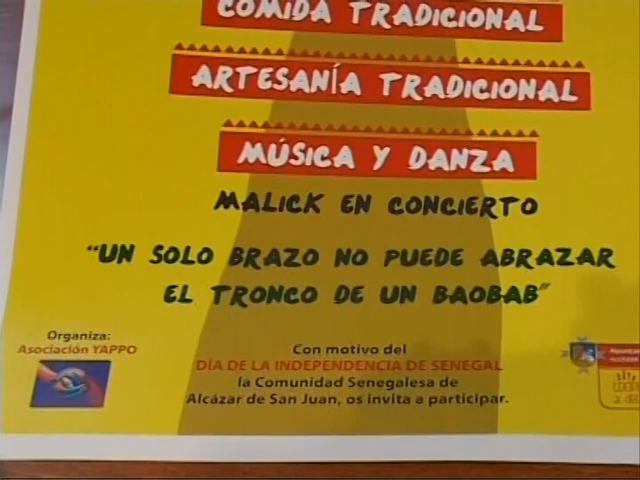 COMIDA TRADICIONAL
ARTESANÍA TRADICIONAL
MÚSICA Y DANZA
MALICK EN CONCIERTO
"UN SOLO BRAZO NO PUEDE ABRAZAR
EL TRONCO DE UN BAOBAB"
Organiza:
Asociación YAPPO
Con motivo del
DÍA DE LA INDEPENDENCIA DE SENEGAL
la Comunidad Senegalesa de
Alcázar de San Juan, os invita a participar.